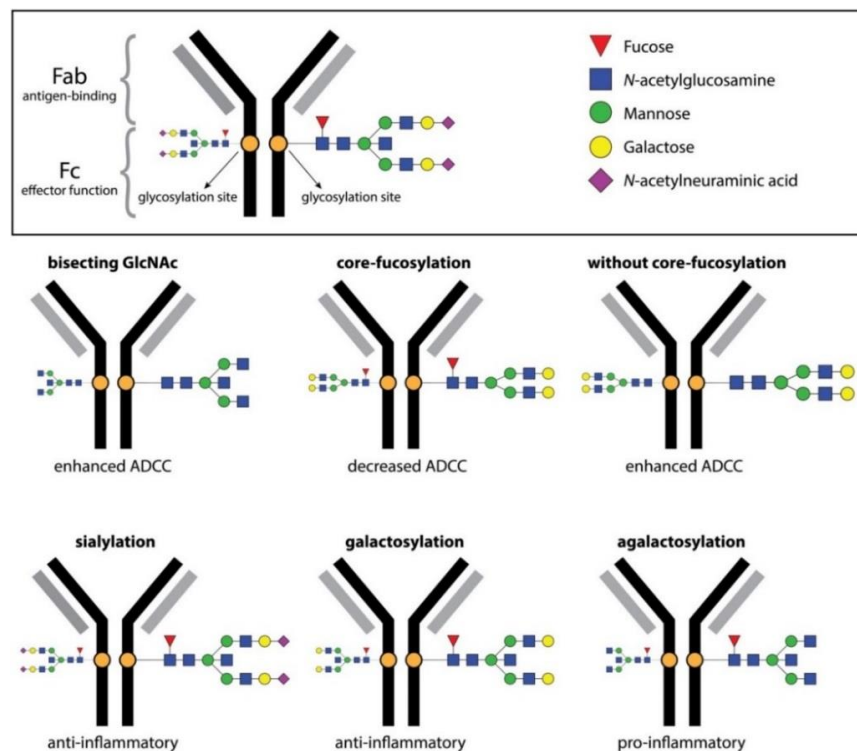 Fab
antigen-binding
Fc
effector function
glycosylation site
glycosylation site
Fucose
N-acetylglucosamine
Mannose
Galactose
N-acetylneuraminic acid
bisecting GlcNAc
core-fucosylation
without core-fucosylation
enhanced ADCC
decreased ADCC
enhanced ADCC
sialylation
galactosylation
agalactosylation
anti-inflammatory
anti-inflammatory
pro-inflammatory